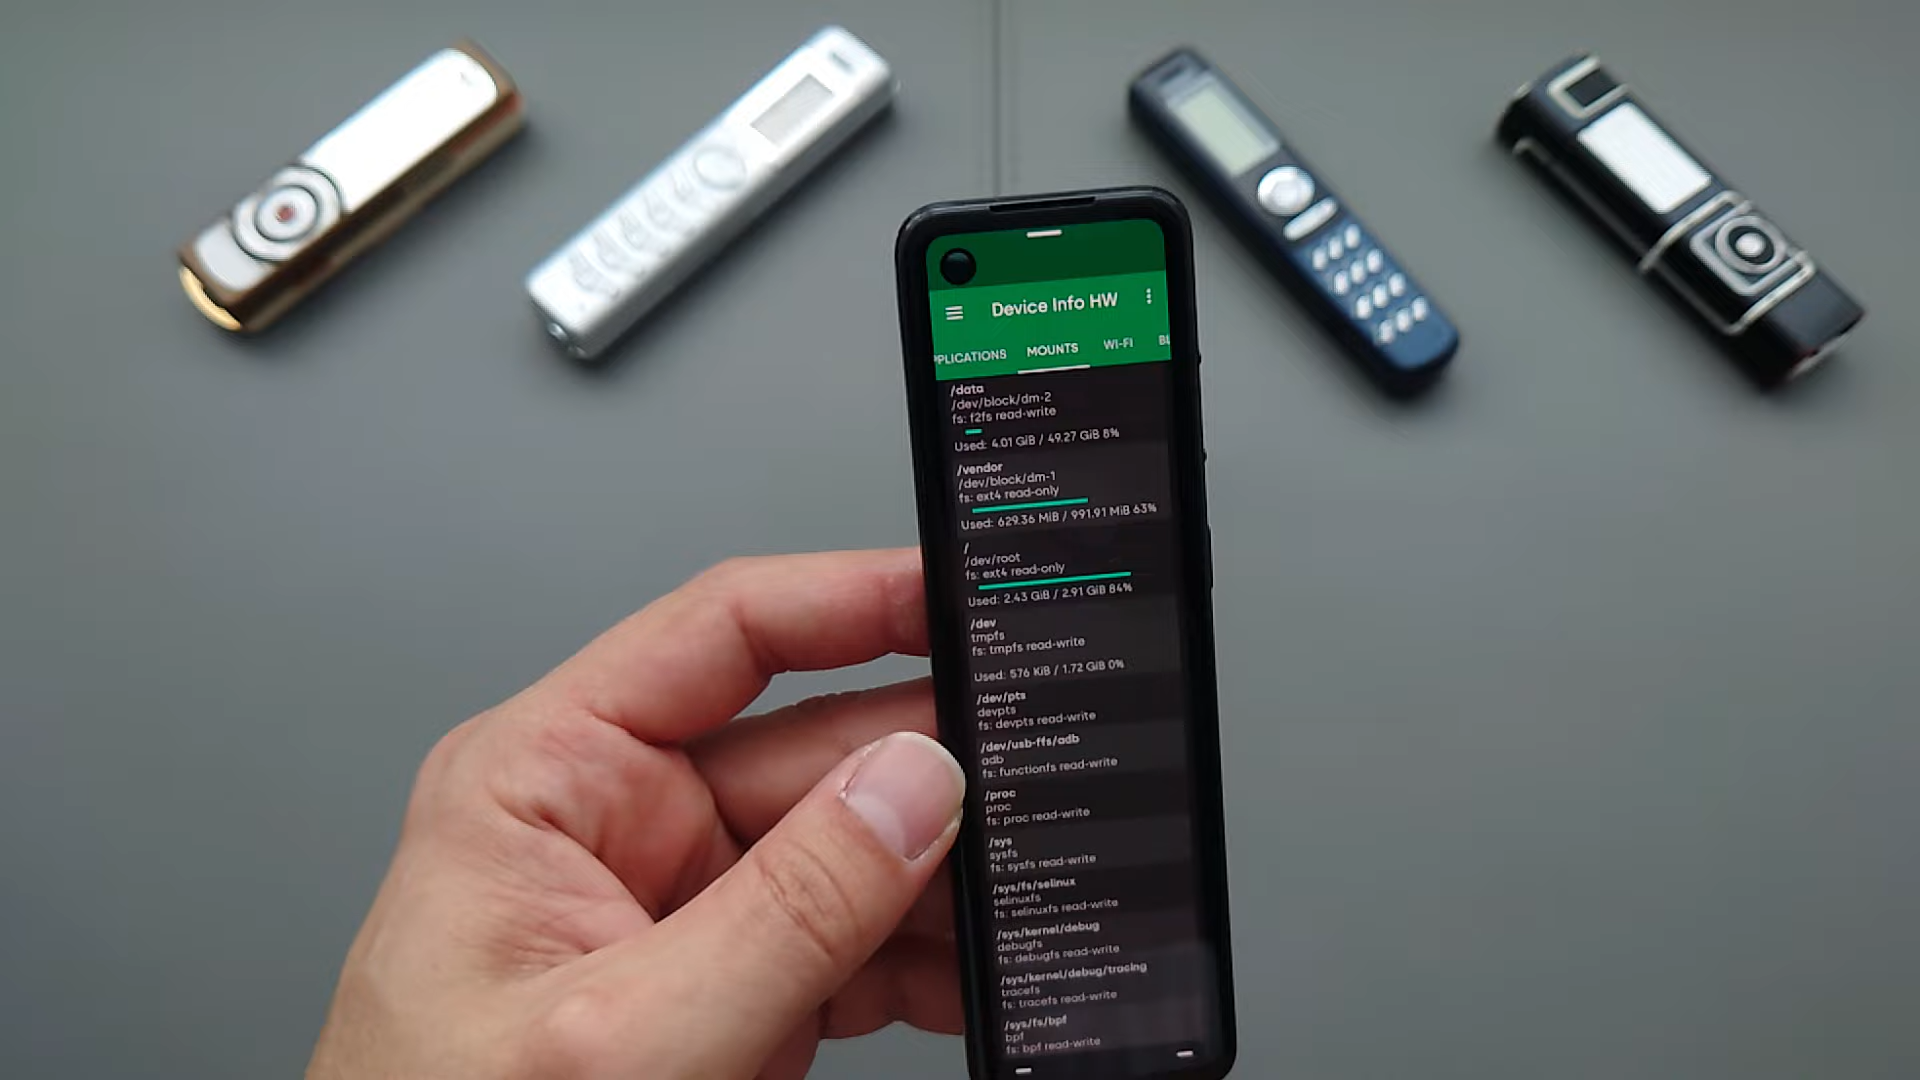 Device Info HW
PPLICATIONS MOUNTS WI-FI BL
/data
/dev/block/dm-2
fs: f2fs read-write
Used: 4.01 GiB / 49.27 GiB 8%
/vendor
/dev/block/dm-1
fs: ext4 read-only
Used: 629.36 MiB / 991.91 MiB 63%
/
/dev/root
fs: ext4 read-only
Used: 2.43 GiB / 2.91 GiB 84%
/dev
tmpfs
fs: tmpfs read-write
Used: 576 KiB / 1.72 GiB 0%
/dev/pts
devpts
fs: devpts read-write
/dev/usb-ffs/adb
adb
fs: functionfs read-write
/proc
proc
fs: proc read-write
/sys
sysfs
fs: sysfs read-write
/sys/fs/selinux
selinuxfs
fs: selinuxfs read-write
/sys/kernel/debug
debugfs
fs: debugfs read-write
/sys/kernel/debug/tracing
tracefs
fs: tracefs read-write
/sys/fs/bpf
bpf
fs: bpf read-write